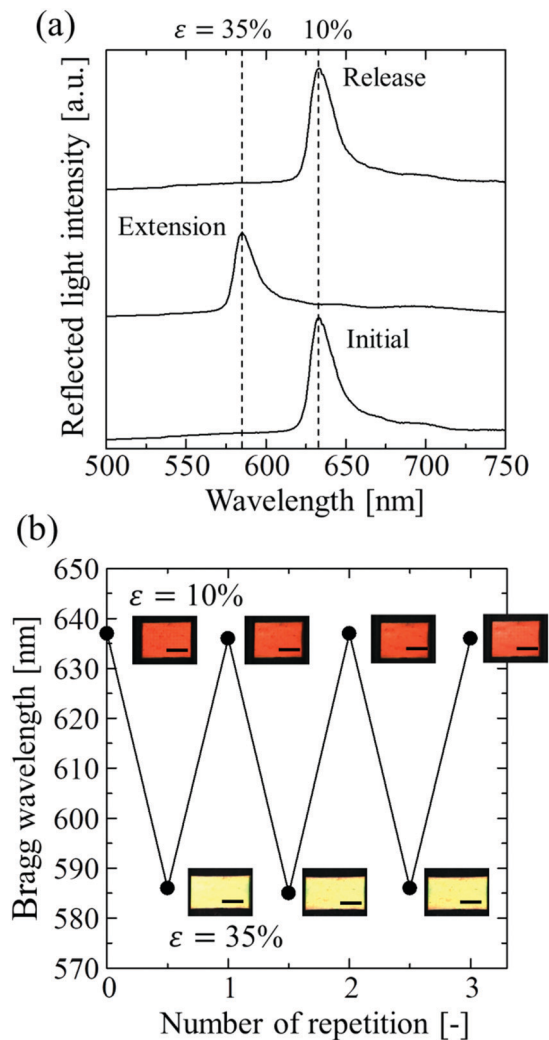 (a)
ε = 35% 10%
Release
Extension
Initial
Reflected light intensity [a.u.]
500 550 600 650 700 750
Wavelength [nm]
(b)
650
640
630
620
610
600
590
580
570
ε = 10%
ε = 35%
Bragg wavelength [nm]
0 1 2 3
Number of repetition [-]